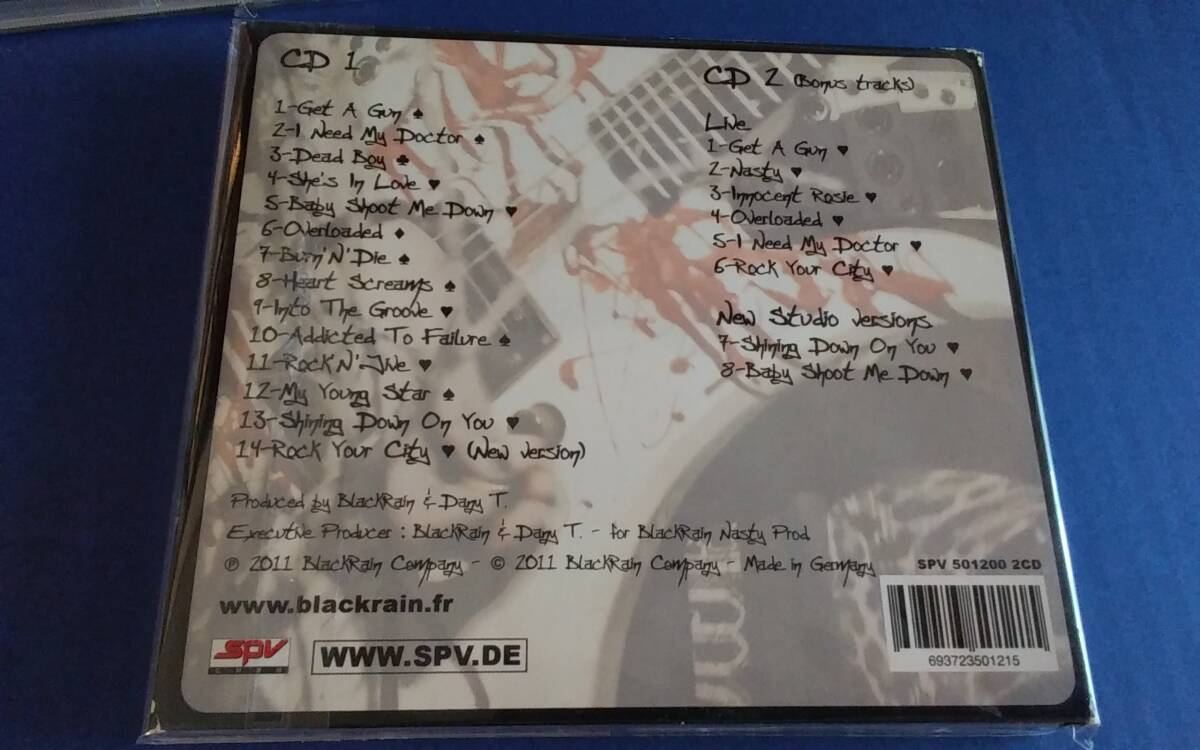 CD 1
1-Get A Gun ♠
2-I Need My Doctor ♠
3-Dead Boy ♣
4-She's In Love ♥
5-Baby Shoot Me Down ♥
6-Overloaded ♦
7-Burn'N'Die ♠
8-Heart Screams ♠
9-Into The Groove ♥
10-Addicted To Failure ♠
11-Rock N' Jive ♥
12-My Young Star ♠
13-Shining Down On You ♥
14-Rock Your City ♥ (New version)
CD 2 (Bonus tracks)
Live
1-Get A Gun ♥
2-Nasty ♥
3-Innocent Rosie ♥
4-Overloaded ♥
5-I Need My Doctor ♥
6-Rock Your City ♥
New Studio versions
7-Shining Down On You ♥
8-Baby Shoot Me Down ♥
Produced by BlackRain & Dany T.
Executive Producer : BlackRain & Dany T. - for BlackRain Nasty Prod
℗ 2011 BlackRain Company - © 2011 BlackRain Company - Made in Germany
www.blackrain.fr
spv
WWW.SPV.DE
SPV 501200 2CD
693723501215